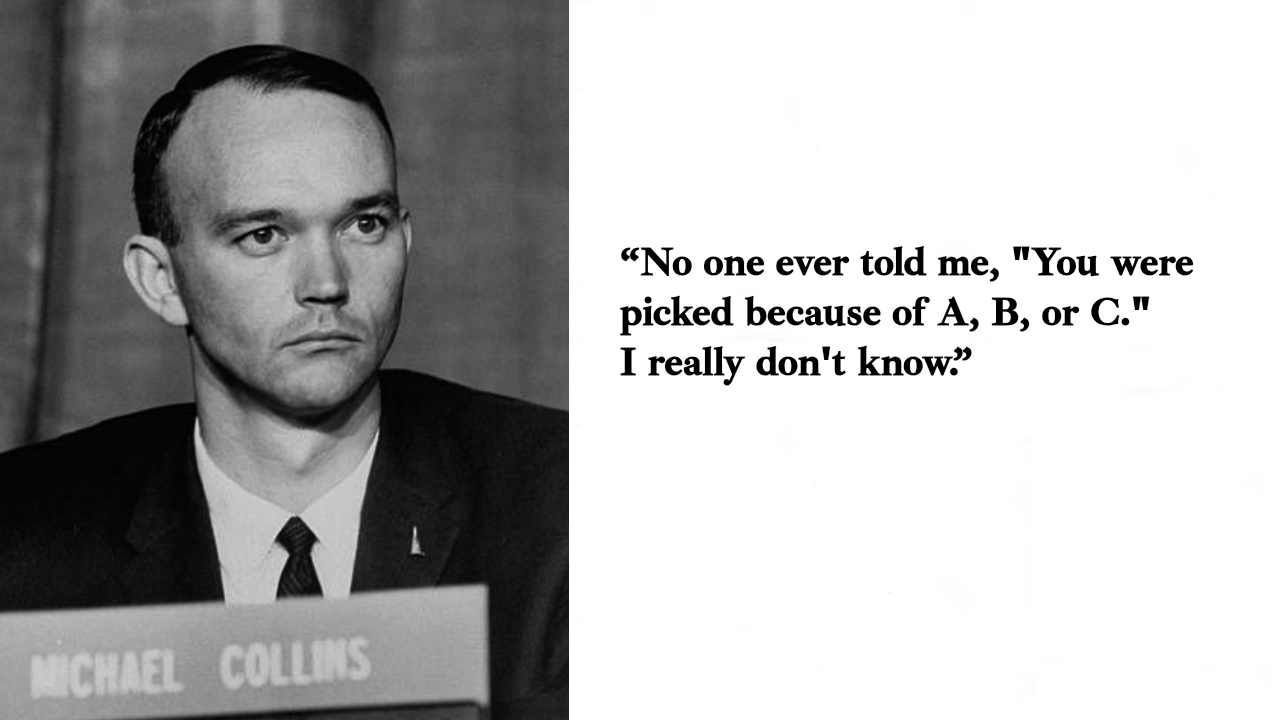 “No one ever told me, "You were
picked because of A, B, or C."
I really don't know.”
MICHAEL COLLINS